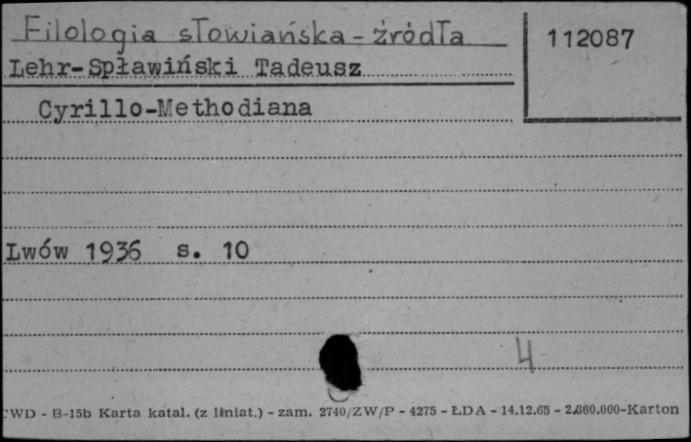 Filologia słowiańska - źródła
112087
Lehr-Spławiński Tadeusz
Cyrillo-Methodiana
Lwów 1936 s. 10
4
CWD - B-15b Karta katal. (z liniat.) - zam. 2740/ZW/P - 4275 - ŁDA - 14.12.65 - 2.860.000-Karton